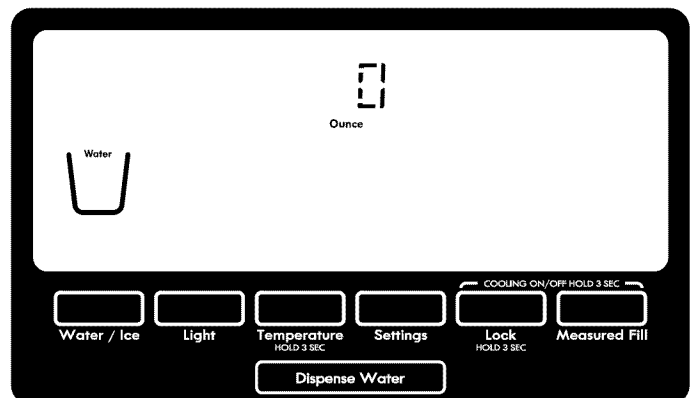 0
Ounce
Water
COOLING ON/OFF HOLD 3 SEC
Water / Ice Light Temperature Settings Lock Measured Fill
HOLD 3 SEC HOLD 3 SEC
Dispense Water